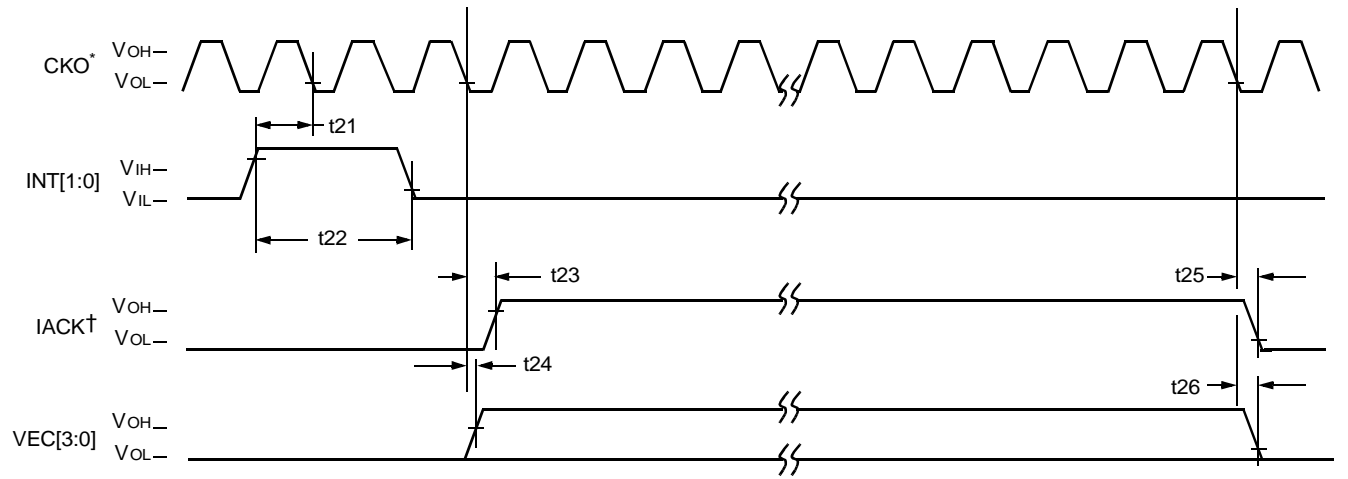 CKO*
VOH
VOL
t21
INT[1:0]
VIH
VIL
t22
t23
t25
IACK†
VOH
VOL
t24
t26
VEC[3:0]
VOH
VOL